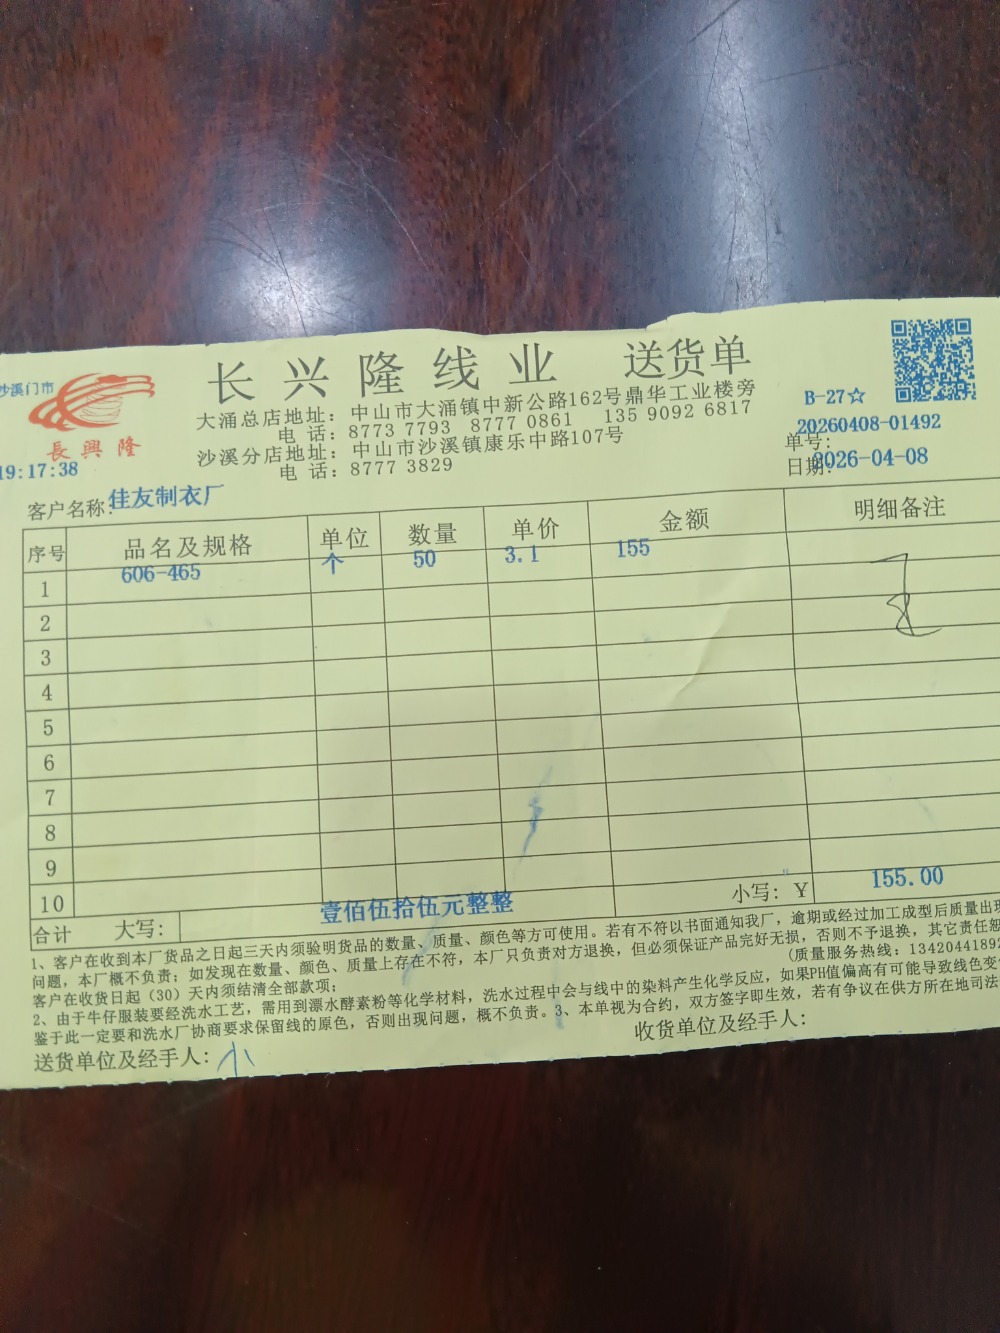 长兴隆线业 送货单
沙溪门市
長興隆
19:17:38
大涌总店地址：中山市大涌镇中新公路162号鼎华工业楼旁
电 话：8773 7793 8777 0861 135 9092 6817
沙溪分店地址：中山市沙溪镇康乐中路107号
电 话：8777 3829
B-27☆
20260408-01492
单号：
日期：2026-04-08
客户名称：佳友制衣厂
序号 品名及规格 单位 数量 单价 金额 明细备注
1 606-465 个 50 3.1 155
2
3
4
5
6
7
8
9
10
合计 大写： 壹佰伍拾伍元整整 小写：Y 155.00
1、客户在收到本厂货品之日起三天内须验明货品的数量、质量、颜色等方可使用。若有不符以书面通知我厂，逾期或经过加工成型后质量出现
问题，本厂概不负责；如发现在数量、颜色、质量上存在不符，本厂只负责对方退换，但必须保证产品完好无损，否则不予退换，其它责任恕
客户在收货日起（30）天内须结清全部款项； （质量服务热线：1342044189
2、由于牛仔服装要经洗水工艺，需用到漂水酵素粉等化学材料，洗水过程中会与线中的染料产生化学反应，如果PH值偏高有可能导致线色变
鉴于此一定要和洗水厂协商要求保留线的原色，否则出现问题，概不负责。3、本单视为合约，双方签字即生效，若有争议在供方所在地司法
送货单位及经手人：小 收货单位及经手人：